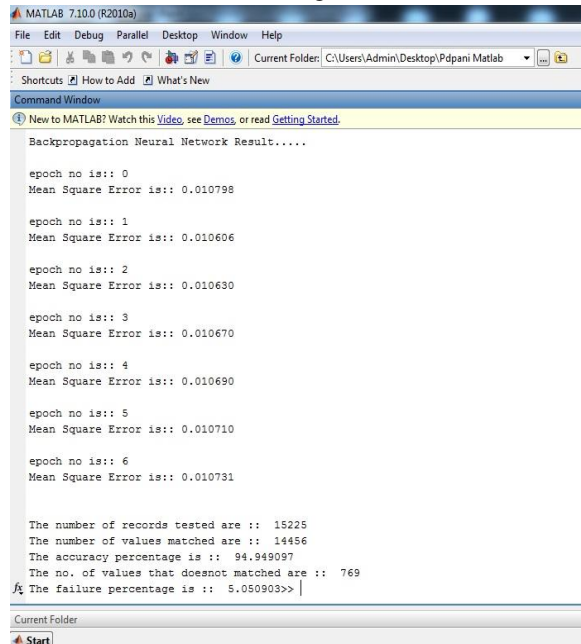 MATLAB 7.10.0 (R2010a)
File Edit Debug Parallel Desktop Window Help
Current Folder: C:\Users\Admin\Desktop\Pdpani Matlab
Shortcuts How to Add What's New
Command Window
New to MATLAB? Watch this Video, see Demos, or read Getting Started.
Backpropagation Neural Network Result.....
epoch no is:: 0
Mean Square Error is:: 0.010798
epoch no is:: 1
Mean Square Error is:: 0.010606
epoch no is:: 2
Mean Square Error is:: 0.010630
epoch no is:: 3
Mean Square Error is:: 0.010670
epoch no is:: 4
Mean Square Error is:: 0.010690
epoch no is:: 5
Mean Square Error is:: 0.010710
epoch no is:: 6
Mean Square Error is:: 0.010731
The number of records tested are :: 15225
The number of values matched are :: 14456
The accuracy percentage is :: 94.949097
The no. of values that doesnot matched are :: 769
fx The failure percentage is :: 5.050903>>
Current Folder
Start